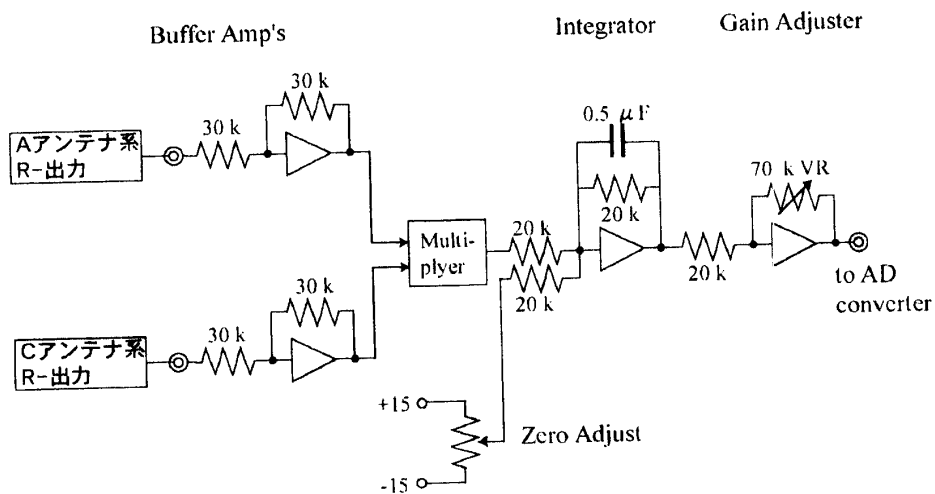 Buffer Amp's
Integrator
Gain Adjuster
30 k
30 k
Aアンテナ系
R-出力
0.5 μF
20 k
70 k VR
Multi-
plyer
20 k
20 k
20 k
to AD
converter
30 k
30 k
Cアンテナ系
R-出力
+15
Zero Adjust
-15